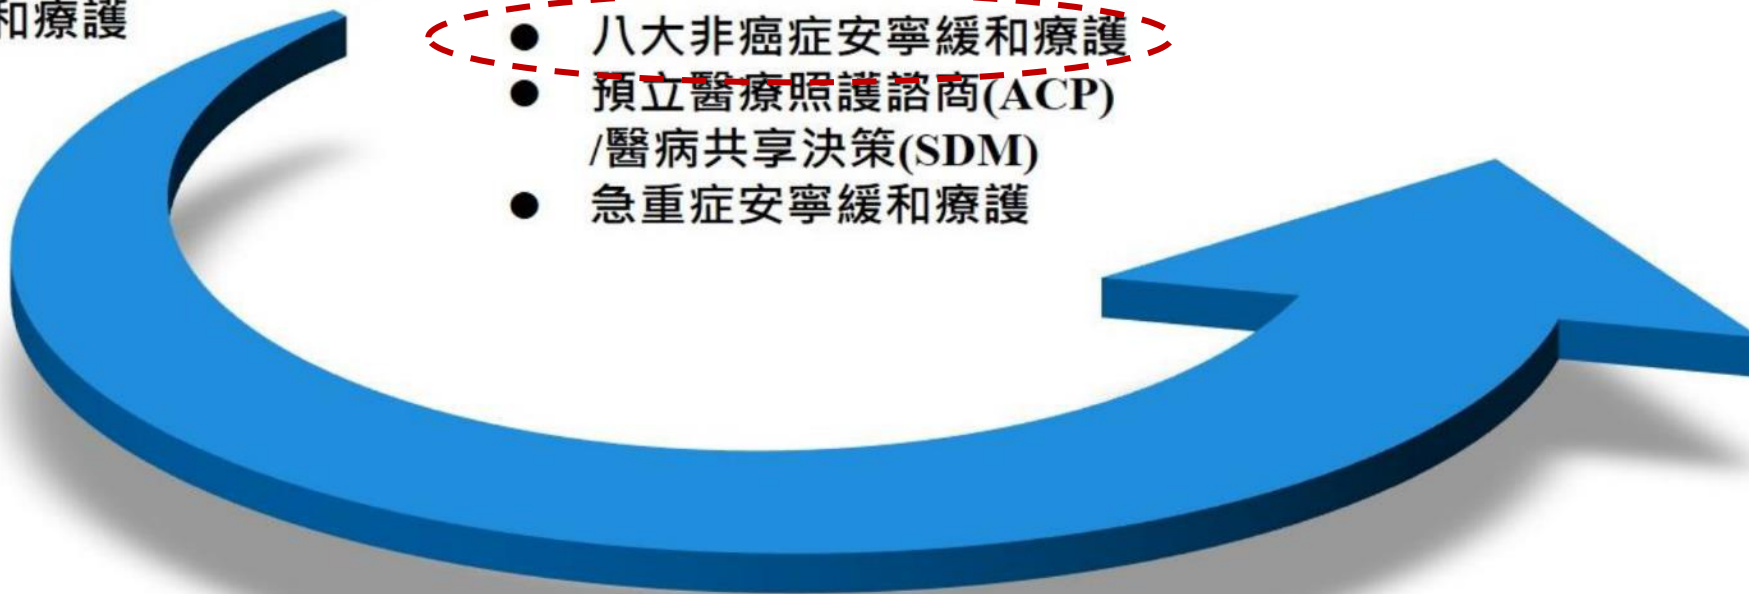 和療護
● 八大非癌症安寧緩和療護
● 預立醫療照護諮商(ACP)
/醫病共享決策(SDM)
● 急重症安寧緩和療護